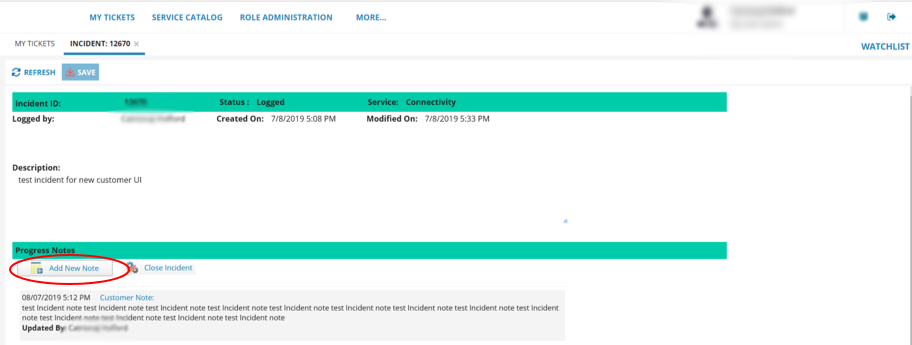 MY TICKETS SERVICE CATALOG ROLE ADMINISTRATION MORE...
MY TICKETS INCIDENT: 12670 × WATCHLIST
REFRESH SAVE
Incident ID: Status : Logged Service: Connectivity
Logged by: Created On: 7/8/2019 5:08 PM Modified On: 7/8/2019 5:33 PM
Description:
test incident for new customer UI
Progress Notes
Add New Note Close Incident
08/07/2019 5:12 PM Customer Note:
test Incident note test Incident note test Incident note test Incident note test Incident note test Incident note test Incident note test Incident note test Incident
note test Incident note test Incident note test Incident note test Incident note test Incident note
Updated By: